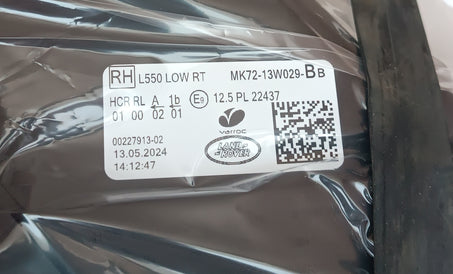 RH L550 LOW RT MK72-13W029-BB
HCR RL A 1b E9 12.5 PL 22437
01 00 02 01
varroc
00227913-02
LAND-
ROVER
13.05.2024
14:12:47